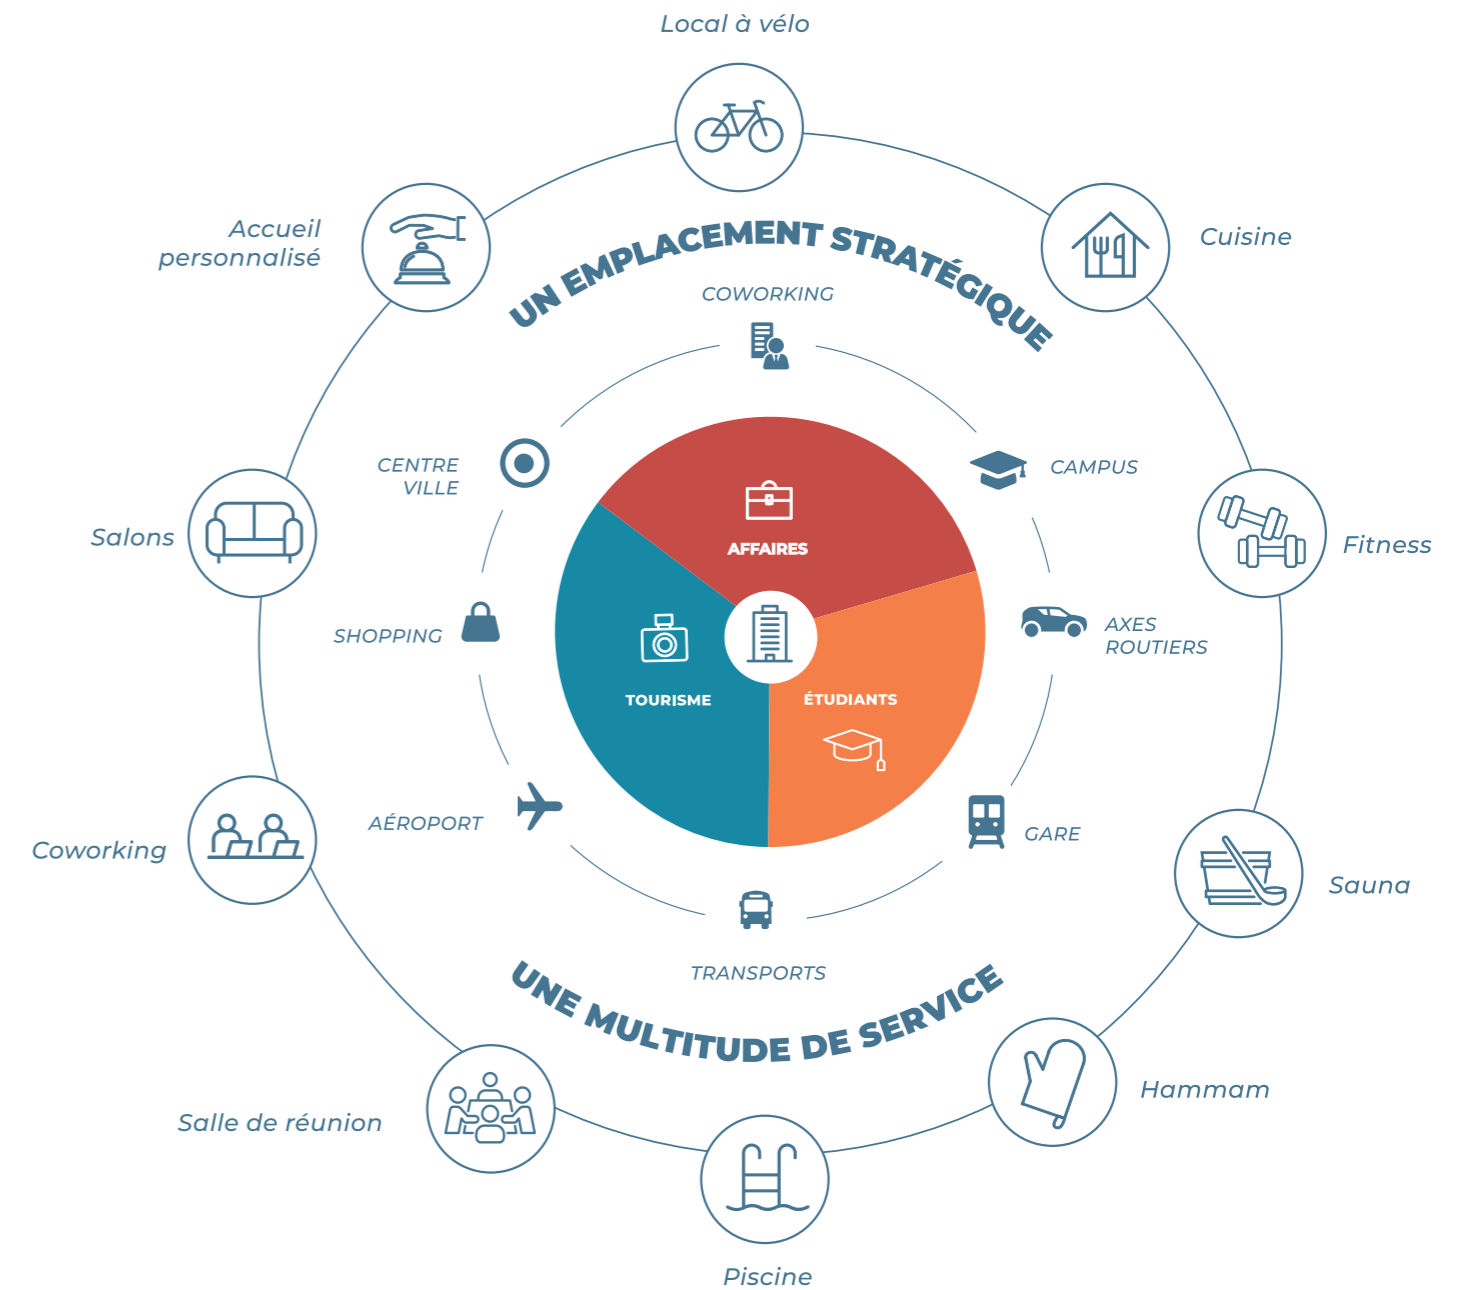 Local à vélo
Accueil
personnalisé
Cuisine
UN EMPLACEMENT STRATÉGIQUE
COWORKING
CENTRE
VILLE
CAMPUS
AFFAIRES
Salons
Fitness
SHOPPING
AXES
ROUTIERS
TOURISME
ÉTUDIANTS
AÉROPORT
GARE
Coworking
Sauna
TRANSPORTS
UNE MULTITUDE DE SERVICE
Hammam
Salle de réunion
Piscine